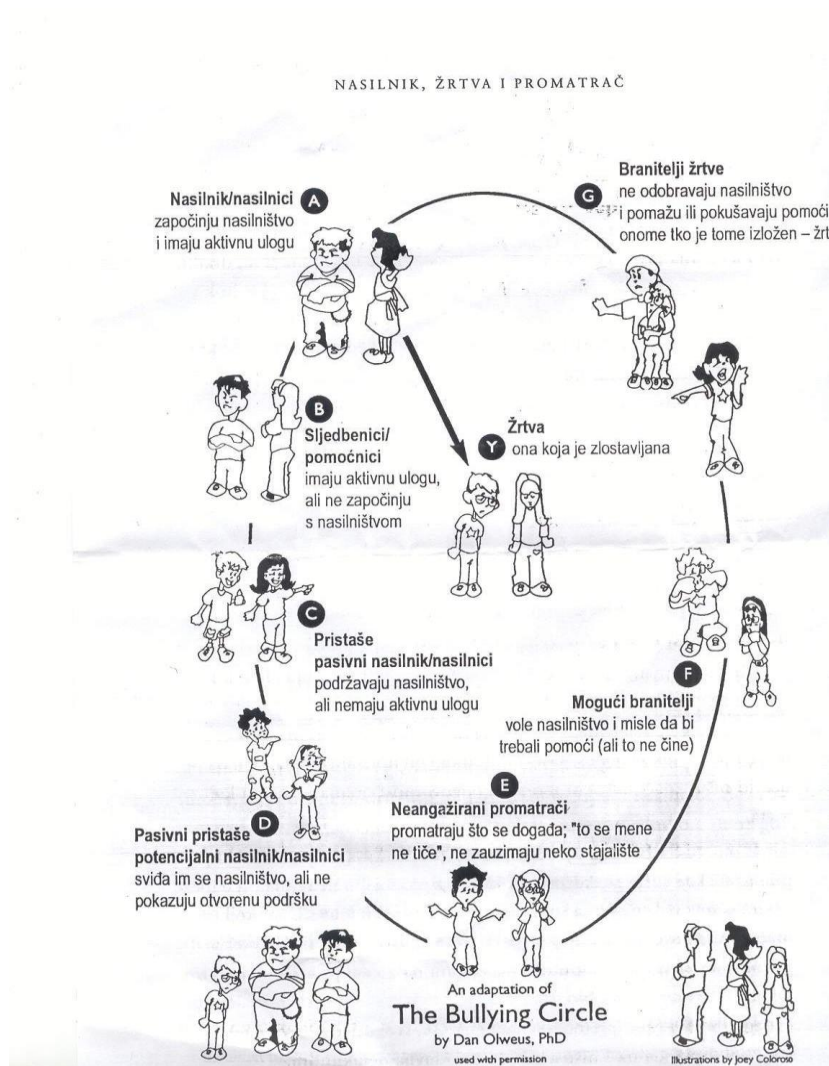 NASILNIK, ŽRTVA I PROMATRAČ
A
Nasilnik/nasilnici
započinju nasilništvo
i imaju aktivnu ulogu
G
Branitelji žrtve
ne odobravaju nasilništvo
i pomažu ili pokušavaju pomoći
onome tko je tome izložen – žrt
B
Sljedbenici/
pomoćnici
imaju aktivnu ulogu,
ali ne započinju
s nasilništvom
Y
Žrtva
ona koja je zlostavljana
C
Pristaše
pasivni nasilnik/nasilnici
podržavaju nasilništvo,
ali nemaju aktivnu ulogu
F
Mogući branitelji
vole nasilništvo i misle da bi
trebali pomoći (ali to ne čine)
D
Pasivni pristaše
potencijalni nasilnik/nasilnici
sviđa im se nasilništvo, ali ne
pokazuju otvorenu podršku
E
Neangažirani promatrači
promatraju što se događa; "to se mene
ne tiče", ne zauzimaju neko stajalište
An adaptation of
The Bullying Circle
by Dan Olweus, PhD
used with permission
Illustrations by Joey Coloroso